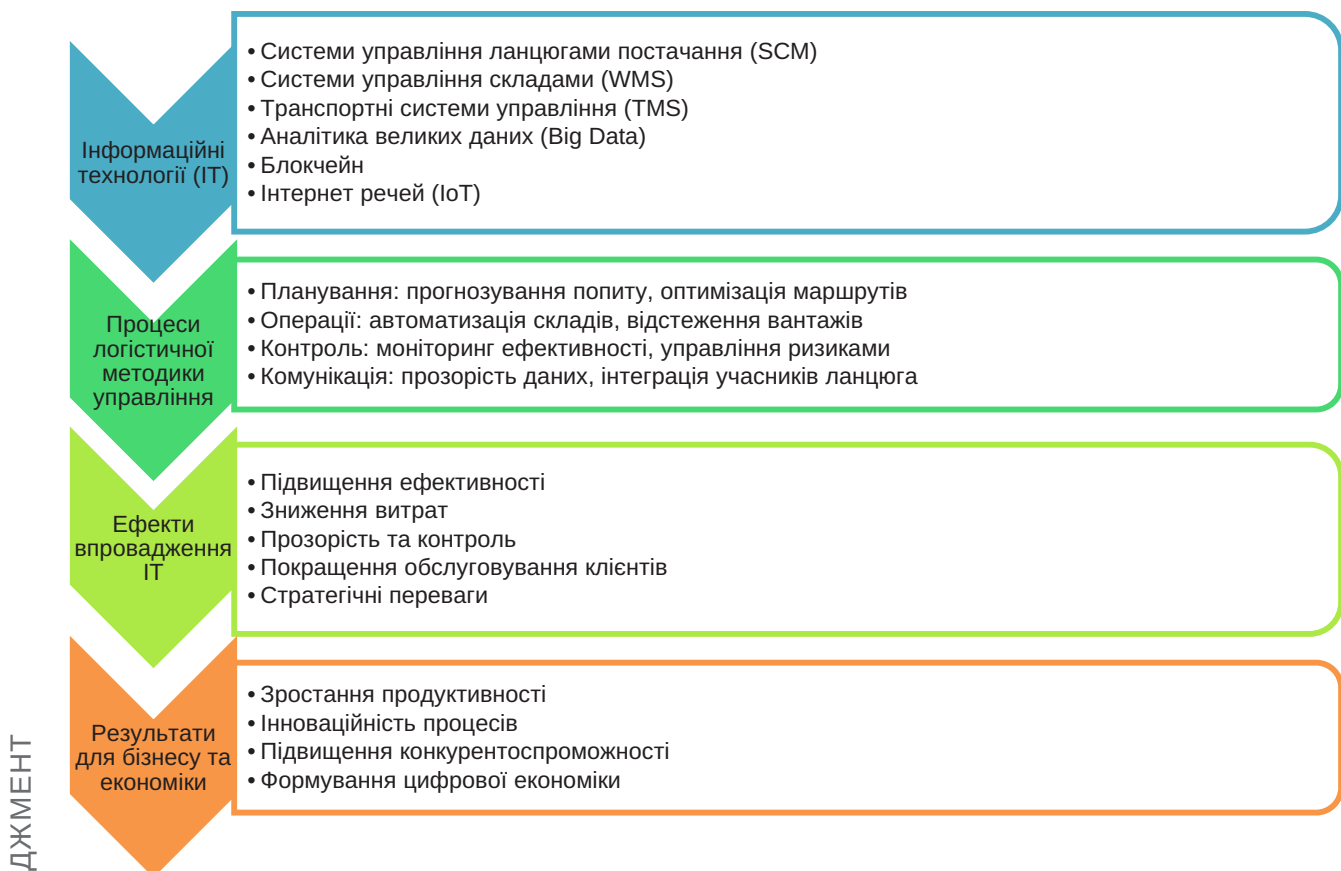 Інформаційні
технології (ІТ)
• Системи управління ланцюгами постачання (SCM)
• Системи управління складами (WMS)
• Транспортні системи управління (TMS)
• Аналітика великих даних (Big Data)
• Блокчейн
• Інтернет речей (IoT)
Процеси
логістичної
методики
управління
• Планування: прогнозування попиту, оптимізація маршрутів
• Операції: автоматизація складів, відстеження вантажів
• Контроль: моніторинг ефективності, управління ризиками
• Комунікація: прозорість даних, інтеграція учасників ланцюга
Ефекти
впровадження
ІТ
• Підвищення ефективності
• Зниження витрат
• Прозорість та контроль
• Покращення обслуговування клієнтів
• Стратегічні переваги
Результати
для бізнесу та
економіки
• Зростання продуктивності
• Інноваційність процесів
• Підвищення конкурентоспроможності
• Формування цифрової економіки
ДЖМЕНТ